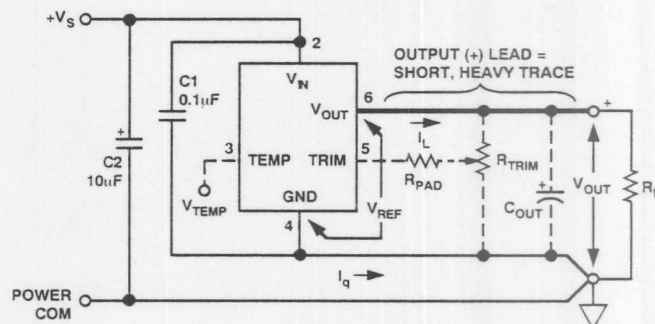 +VS
2
C1
0.1μF
VIN
OUTPUT (+) LEAD =
SHORT, HEAVY TRACE
VOUT
6
+
IL
3
5
TEMP
TRIM
RPAD
RTRIM
C2
10μF
+
VTEMP
GND
4
VREF
+
COUT
VOUT
Iq
POWER
COM